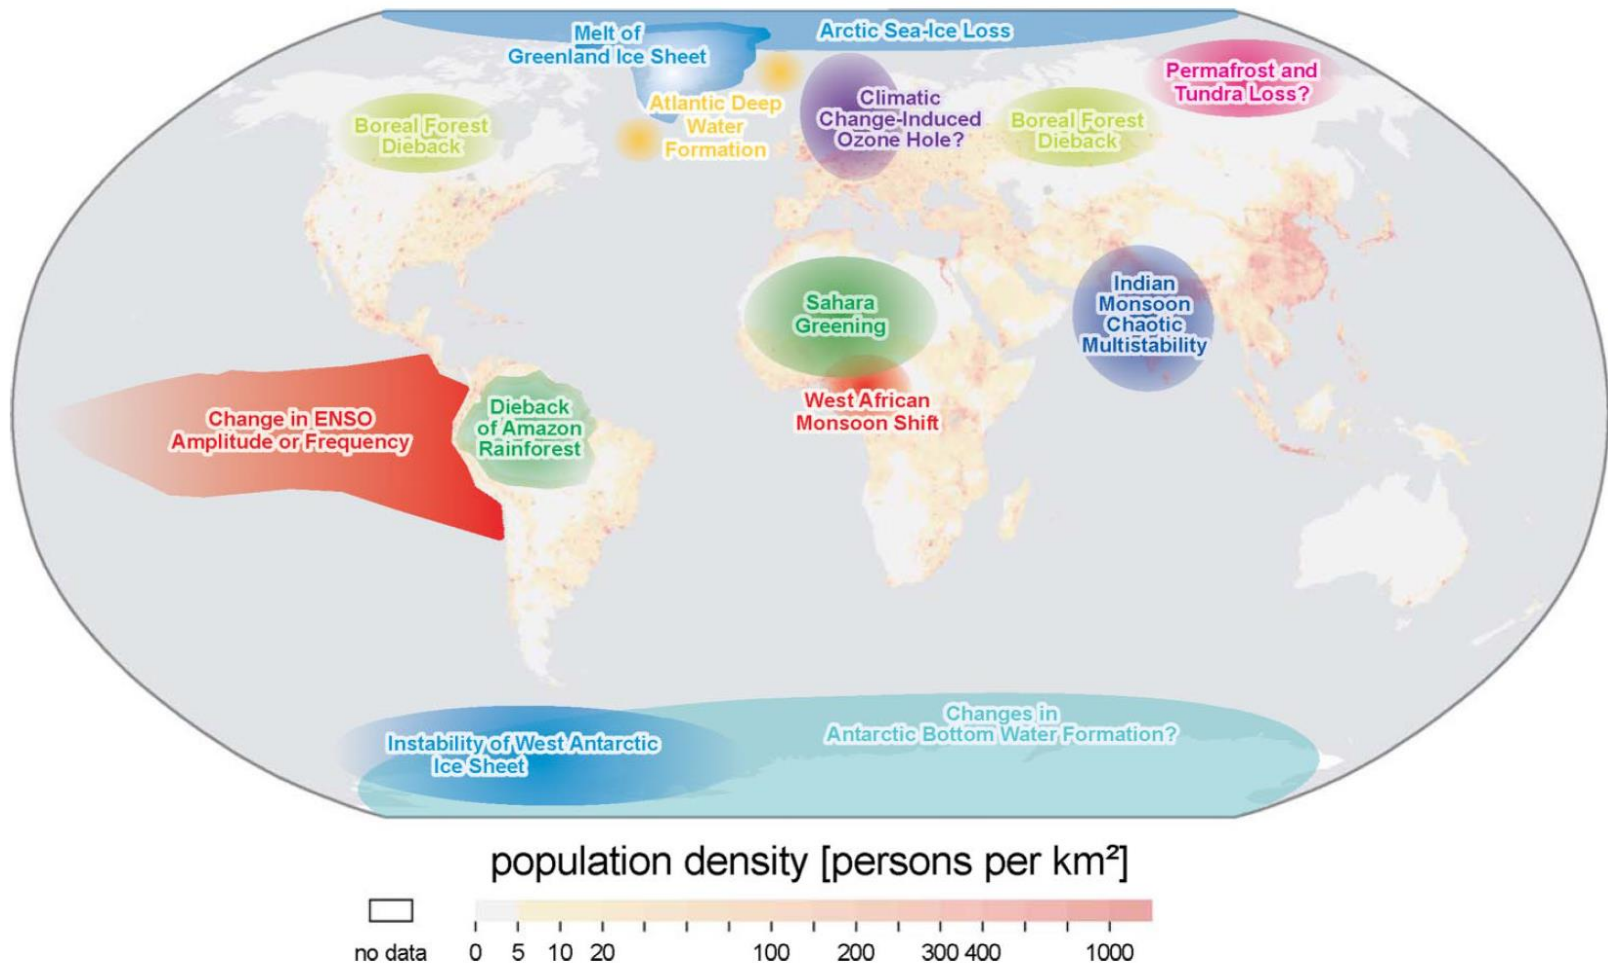 Melt of
Greenland Ice Sheet
Arctic Sea-Ice Loss
Permafrost and
Tundra Loss?
Atlantic Deep
Water
Formation
Climatic
Change-Induced
Ozone Hole?
Boreal Forest
Dieback
Boreal Forest
Dieback
Sahara
Greening
Indian
Monsoon
Chaotic
Multistability
West African
Monsoon Shift
Change in ENSO
Amplitude or Frequency
Dieback
of Amazon
Rainforest
Instability of West Antarctic
Ice Sheet
Changes in
Antarctic Bottom Water Formation?
population density [persons per km²]
no data 0 5 10 20 100 200 300 400 1000